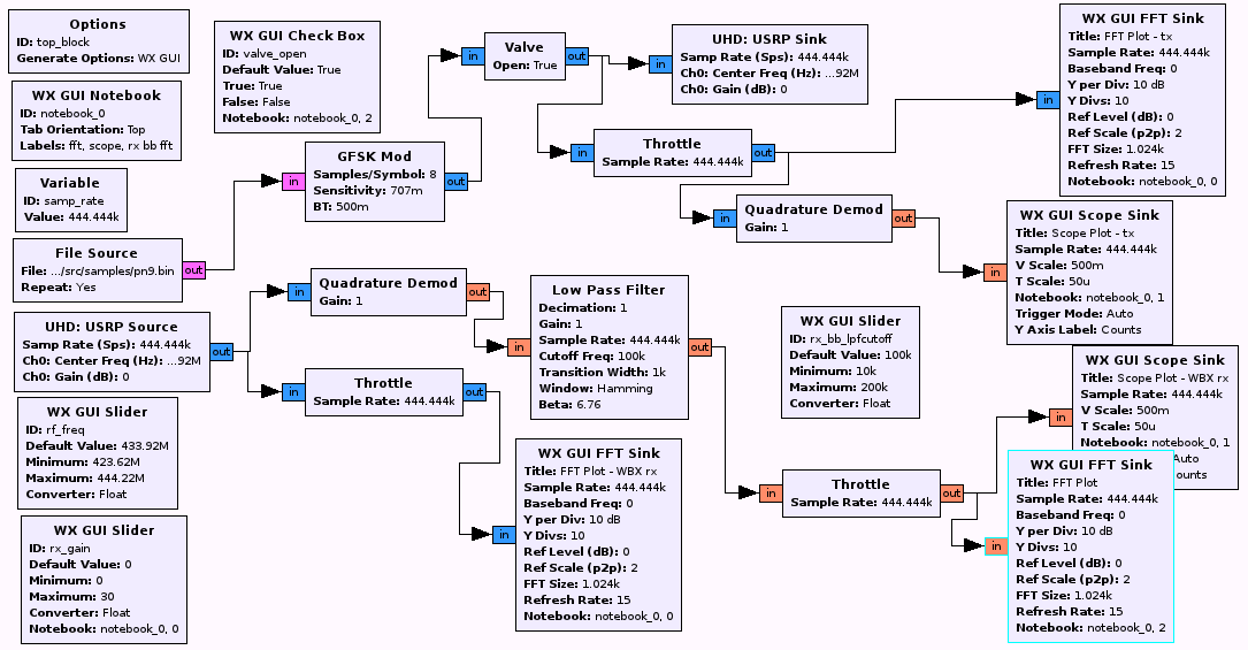 Options
ID: top_block
Generate Options: WX GUI
WX GUI Notebook
ID: notebook_0
Tab Orientation: Top
Labels: fft, scope, rx bb fft
Variable
ID: samp_rate
Value: 444.444k
File Source
File: .../src/samples/pn9.bin
Repeat: Yes
out
UHD: USRP Source
Samp Rate (Sps): 444.444k
Ch0: Center Freq (Hz): ...92M
Ch0: Gain (dB): 0
out
WX GUI Slider
ID: rf_freq
Default Value: 433.92M
Minimum: 423.62M
Maximum: 444.22M
Converter: Float
WX GUI Slider
ID: rx_gain
Default Value: 0
Minimum: 0
Maximum: 30
Converter: Float
Notebook: notebook_0, 0
WX GUI Check Box
ID: valve_open
Default Value: True
True: True
False: False
Notebook: notebook_0, 2
in
GFSK Mod
Samples/Symbol: 8
Sensitivity: 707m
BT: 500m
out
in
Quadrature Demod
Gain: 1
out
in
Throttle
Sample Rate: 444.444k
out
in
Valve
Open: True
out
in
UHD: USRP Sink
Samp Rate (Sps): 444.444k
Ch0: Center Freq (Hz): ...92M
Ch0: Gain (dB): 0
in
Throttle
Sample Rate: 444.444k
out
in
Quadrature Demod
Gain: 1
out
in
Low Pass Filter
Decimation: 1
Gain: 1
Sample Rate: 444.444k
Cutoff Freq: 100k
Transition Width: 1k
Window: Hamming
Beta: 6.76
out
in
WX GUI FFT Sink
Title: FFT Plot - WBX rx
Sample Rate: 444.444k
Baseband Freq: 0
Y per Div: 10 dB
Y Divs: 10
Ref Level (dB): 0
Ref Scale (p2p): 2
FFT Size: 1.024k
Refresh Rate: 15
Notebook: notebook_0, 0
WX GUI Slider
ID: rx_bb_lpfcutoff
Default Value: 100k
Minimum: 10k
Maximum: 200k
Converter: Float
in
Throttle
Sample Rate: 444.444k
out
in
WX GUI FFT Sink
Title: FFT Plot - tx
Sample Rate: 444.444k
Baseband Freq: 0
Y per Div: 10 dB
Y Divs: 10
Ref Level (dB): 0
Ref Scale (p2p): 2
FFT Size: 1.024k
Refresh Rate: 15
Notebook: notebook_0, 0
in
WX GUI Scope Sink
Title: Scope Plot - tx
Sample Rate: 444.444k
V Scale: 500m
T Scale: 50u
Notebook: notebook_0, 1
Trigger Mode: Auto
Y Axis Label: Counts
in
WX GUI Scope Sink
Title: Scope Plot - WBX rx
Sample Rate: 444.444k
V Scale: 500m
T Scale: 50u
Notebook: notebook_0, 1
Auto
ounts
in
WX GUI FFT Sink
Title: FFT Plot
Sample Rate: 444.444k
Baseband Freq: 0
Y per Div: 10 dB
Y Divs: 10
Ref Level (dB): 0
Ref Scale (p2p): 2
FFT Size: 1.024k
Refresh Rate: 15
Notebook: notebook_0, 2